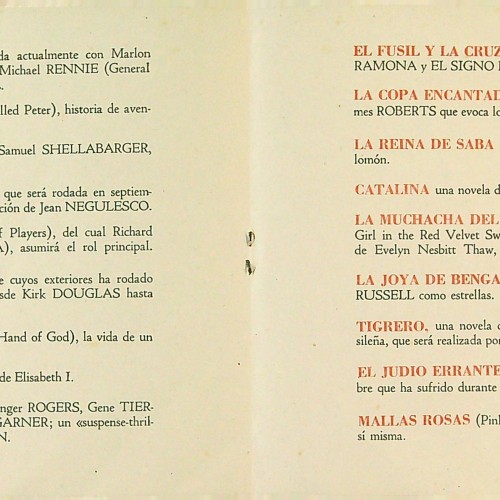 da actualmente con Marlon
Michael RENNIE (General
lled Peter), historia de aven-
Samuel SHELLABARGER,
que será rodada en septiem-
ción de Jean NEGULESCO.
f Players), del cual Richard
A), asumirá el rol principal.
e cuyos exteriores ha rodado
sde Kirk DOUGLAS hasta
Hand of God), la vida de un
de Elisabeth I.
nger ROGERS, Gene TIER-
GARNER; un «suspense-thril-
N.
EL FUSIL Y LA CRUZ
RAMONA y EL SIGNO
LA COPA ENCANTAD
mes ROBERTS que evoca lo
LA REINA DE SABA
lomón.
CATALINA una novela d
LA MUCHACHA DEL
Girl in the Red Velvet Sw
de Evelyn Nesbitt Thaw,
LA JOYA DE BENGA
RUSSELL como estrellas.
TIGRERO, una novela
sileña, que será realizada por
EL JUDIO ERRANTE
bre que ha sufrido durante
MALLAS ROSAS (Pinl
sí misma.